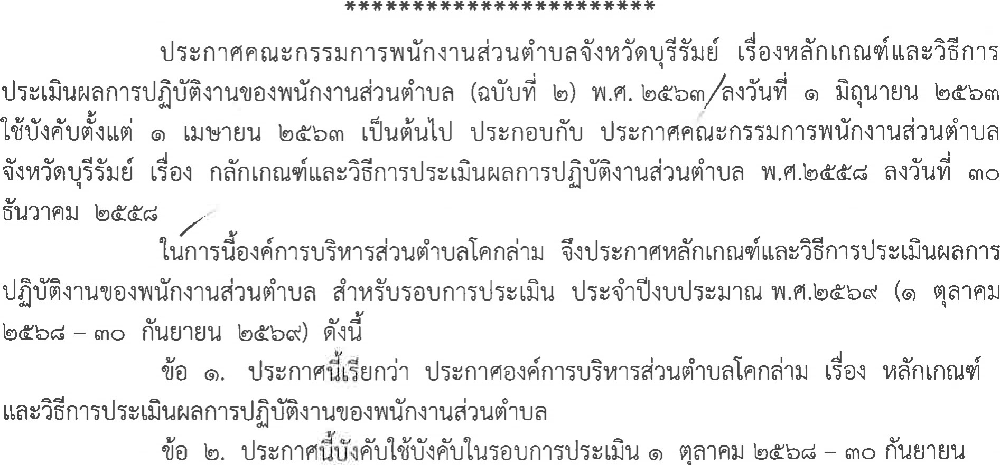 ***********************
ประกาศคณะกรรมการพนักงานส่วนตำบลจังหวัดบุรีรัมย์ เรื่องหลักเกณฑ์และวิธีการ
ประเมินผลการปฏิบัติงานของพนักงานส่วนตำบล (ฉบับที่ ๒) พ.ศ. ๒๕๖๓ ลงวันที่ ๑ มิถุนายน ๒๕๖๓
ใช้บังคับตั้งแต่ ๑ เมษายน ๒๕๖๓ เป็นต้นไป ประกอบกับ ประกาศคณะกรรมการพนักงานส่วนตำบล
จังหวัดบุรีรัมย์ เรื่อง กลักเกณฑ์และวิธีการประเมินผลการปฏิบัติงานส่วนตำบล พ.ศ.๒๕๕๘ ลงวันที่ ๓๐
ธันวาคม ๒๕๕๘
ในการนี้องค์การบริหารส่วนตำบลโคกล่าม จึงประกาศหลักเกณฑ์และวิธีการประเมินผลการ
ปฏิบัติงานของพนักงานส่วนตำบล สำหรับรอบการประเมิน ประจำปีงบประมาณ พ.ศ.๒๕๖๙ (๑ ตุลาคม
๒๕๖๘ – ๓๐ กันยายน ๒๕๖๙) ดังนี้
ข้อ ๑. ประกาศนี้เรียกว่า ประกาศองค์การบริหารส่วนตำบลโคกล่าม เรื่อง หลักเกณฑ์
และวิธีการประเมินผลการปฏิบัติงานของพนักงานส่วนตำบล
ข้อ ๒. ประกาศนี้บังคับใช้บังคับในรอบการประเมิน ๑ ตุลาคม ๒๕๖๘ – ๓๐ กันยายน